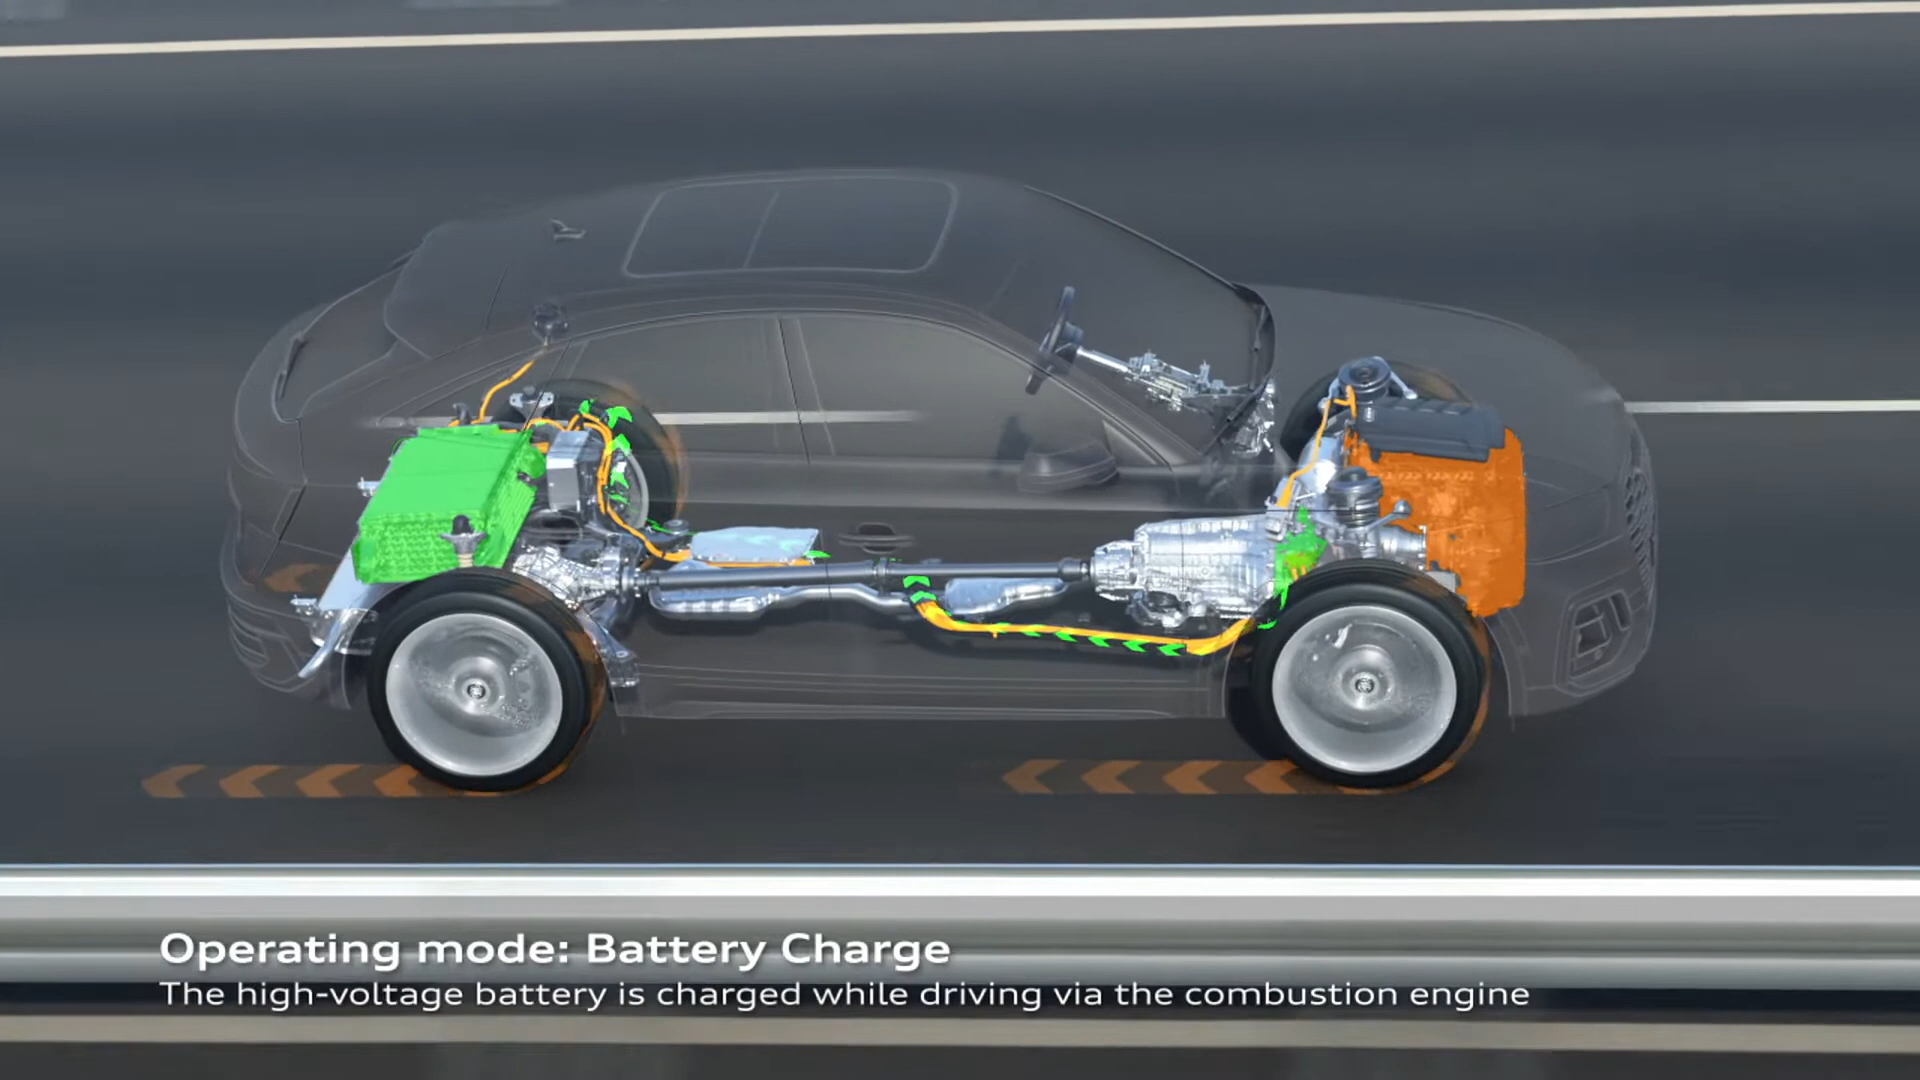 Operating mode: Battery Charge
The high-voltage battery is charged while driving via the combustion engine